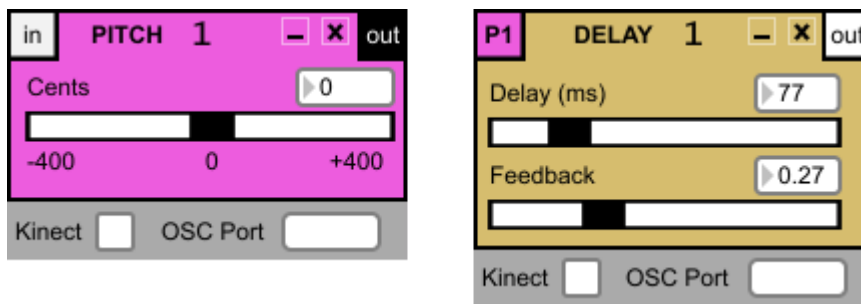 in PITCH 1 out
Cents 0
-400 0 +400
Kinect OSC Port
P1 DELAY 1 out
Delay (ms) 77
Feedback 0.27
Kinect OSC Port